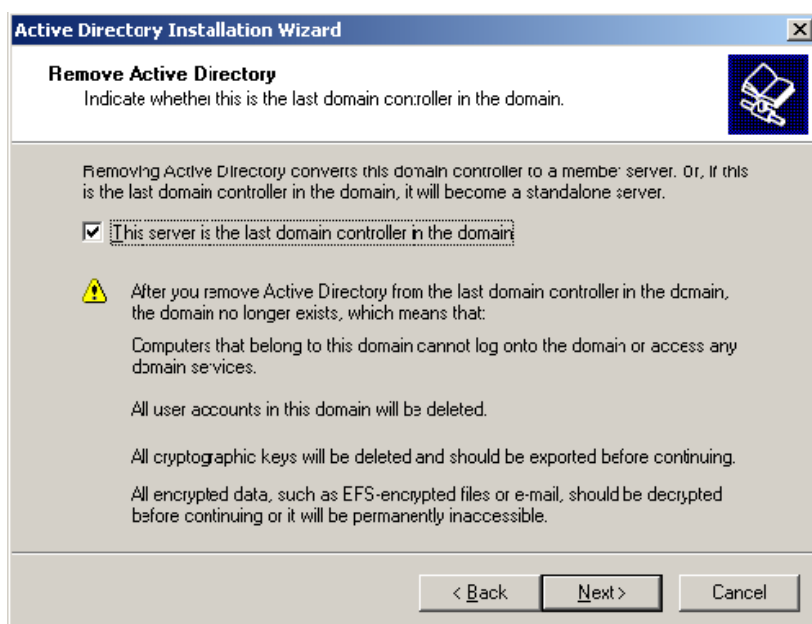 Active Directory Installation Wizard
Remove Active Directory
Indicate whether this is the last domain controller in the domain.
Removing Active Directory converts this domain controller to a member server. Or, if this
is the last domain controller in the domain, it will become a standalone server.
This server is the last domain controller in the domain
After you remove Active Directory from the last domain controller in the domain,
the domain no longer exists, which means that:
Computers that belong to this domain cannot log onto the domain or access any
domain services.
All user accounts in this domain will be deleted.
All cryptographic keys will be deleted and should be exported before continuing.
All encrypted data, such as EFS-encrypted files or e-mail, should be decrypted
before continuing or it will be permanently inaccessible.
< Back
Next >
Cancel